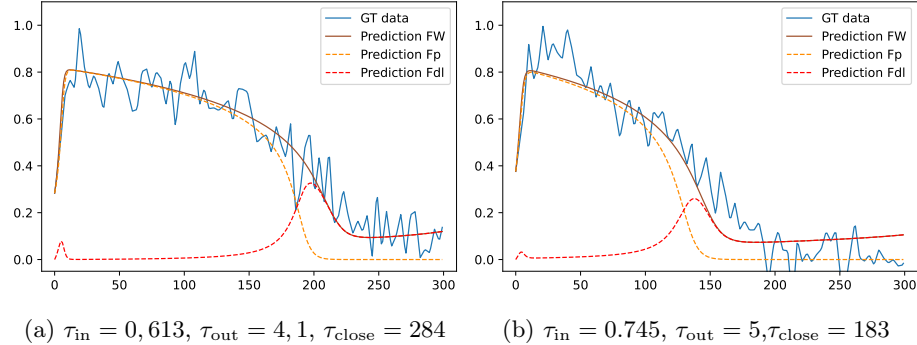 1.0
0.8
0.6
0.4
0.2
0.0
0 50 100 150 200 250 300
GT data
Prediction FW
Prediction Fp
Prediction Fdl
(a) τin = 0,613, τout = 4,1, τclose = 284
1.0
0.8
0.6
0.4
0.2
0.0
0 50 100 150 200 250 300
GT data
Prediction FW
Prediction Fp
Prediction Fdl
(b) τin = 0.745, τout = 5,τclose = 183